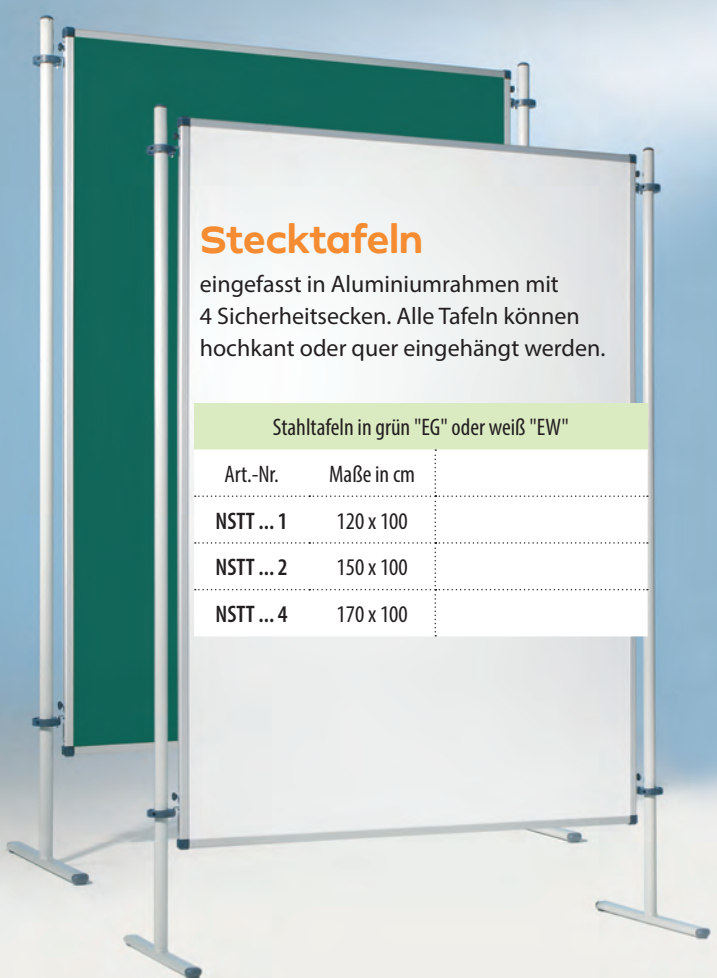 Stecktafeln
eingefasst in Aluminiumrahmen mit
4 Sicherheitsecken. Alle Tafeln können
hochkant oder quer eingehängt werden.
Stahltafeln in grün "EG" oder weiß "EW"
Art.-Nr. Maße in cm
NSTT ... 1 120 x 100
NSTT ... 2 150 x 100
NSTT ... 4 170 x 100